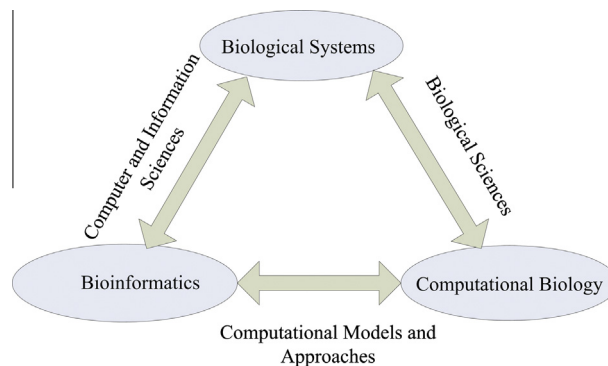 Biological Systems
Computer and Information
Sciences
Biological Sciences
Bioinformatics
Computational Biology
Computational Models and
Approaches